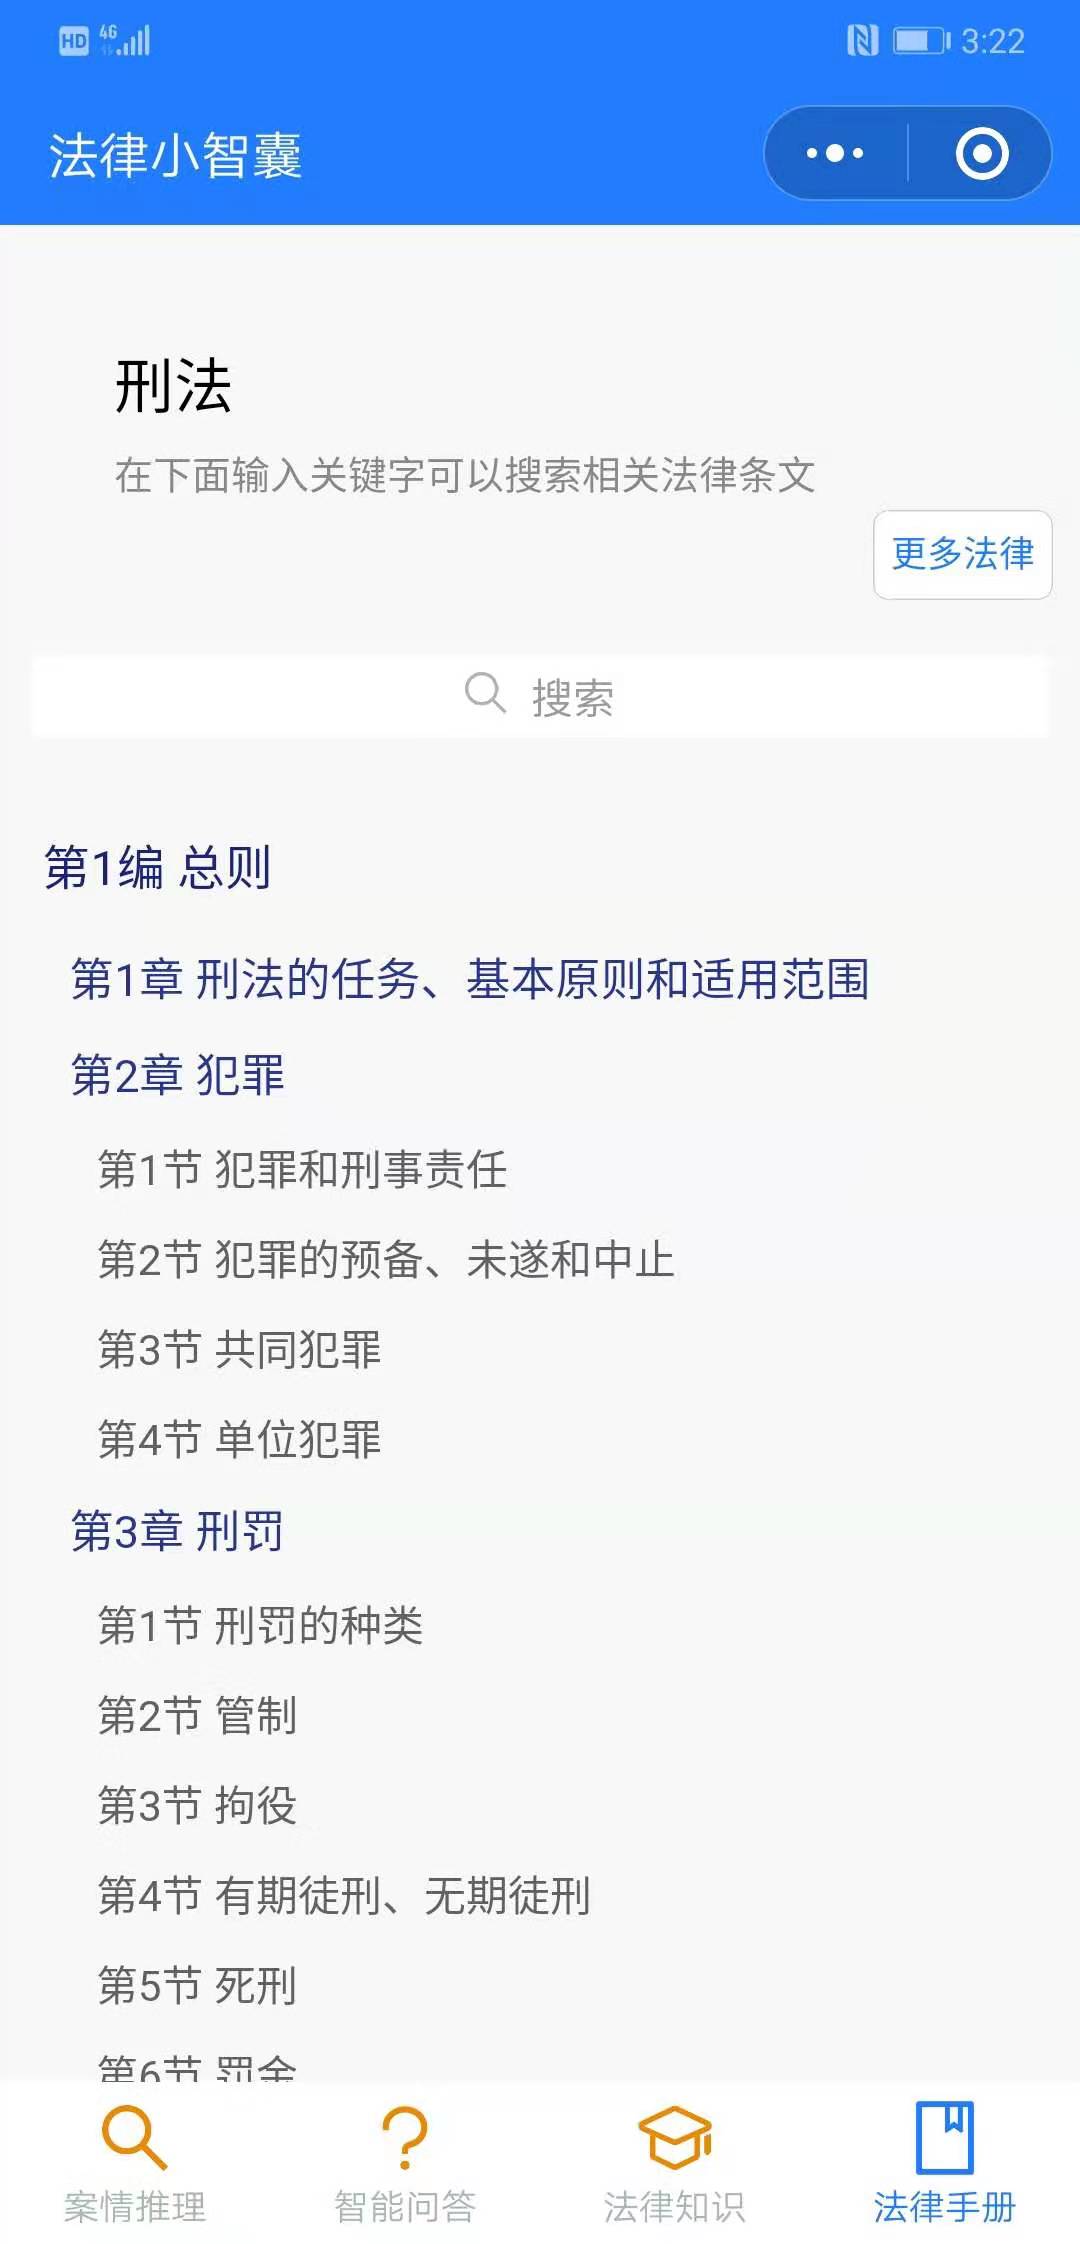 HD 4G 3:22
法律小智囊
刑法
在下面输入关键字可以搜索相关法律条文
更多法律
搜索
第1编 总则
第1章 刑法的任务、基本原则和适用范围
第2章 犯罪
第1节 犯罪和刑事责任
第2节 犯罪的预备、未遂和中止
第3节 共同犯罪
第4节 单位犯罪
第3章 刑罚
第1节 刑罚的种类
第2节 管制
第3节 拘役
第4节 有期徒刑、无期徒刑
第5节 死刑
第6节 罚金
案情推理 智能问答 法律知识 法律手册